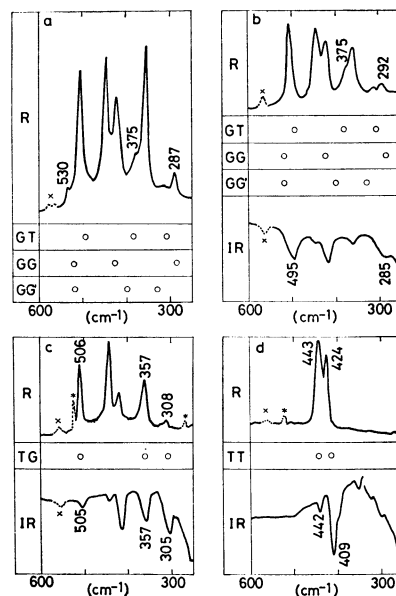 a
R
530
375
287
×
GT
GG
GG'
600
(cm⁻¹)
300
b
R
375
292
×
GT
GG
GG'
IR
×
495
285
600
(cm⁻¹)
300
c
506
357
308
R
×
*
*
TG
IR
×
505
357
305
600
(cm⁻¹)
300
d
443
424
R
×
*
TT
IR
442
409
600
(cm⁻¹)
300